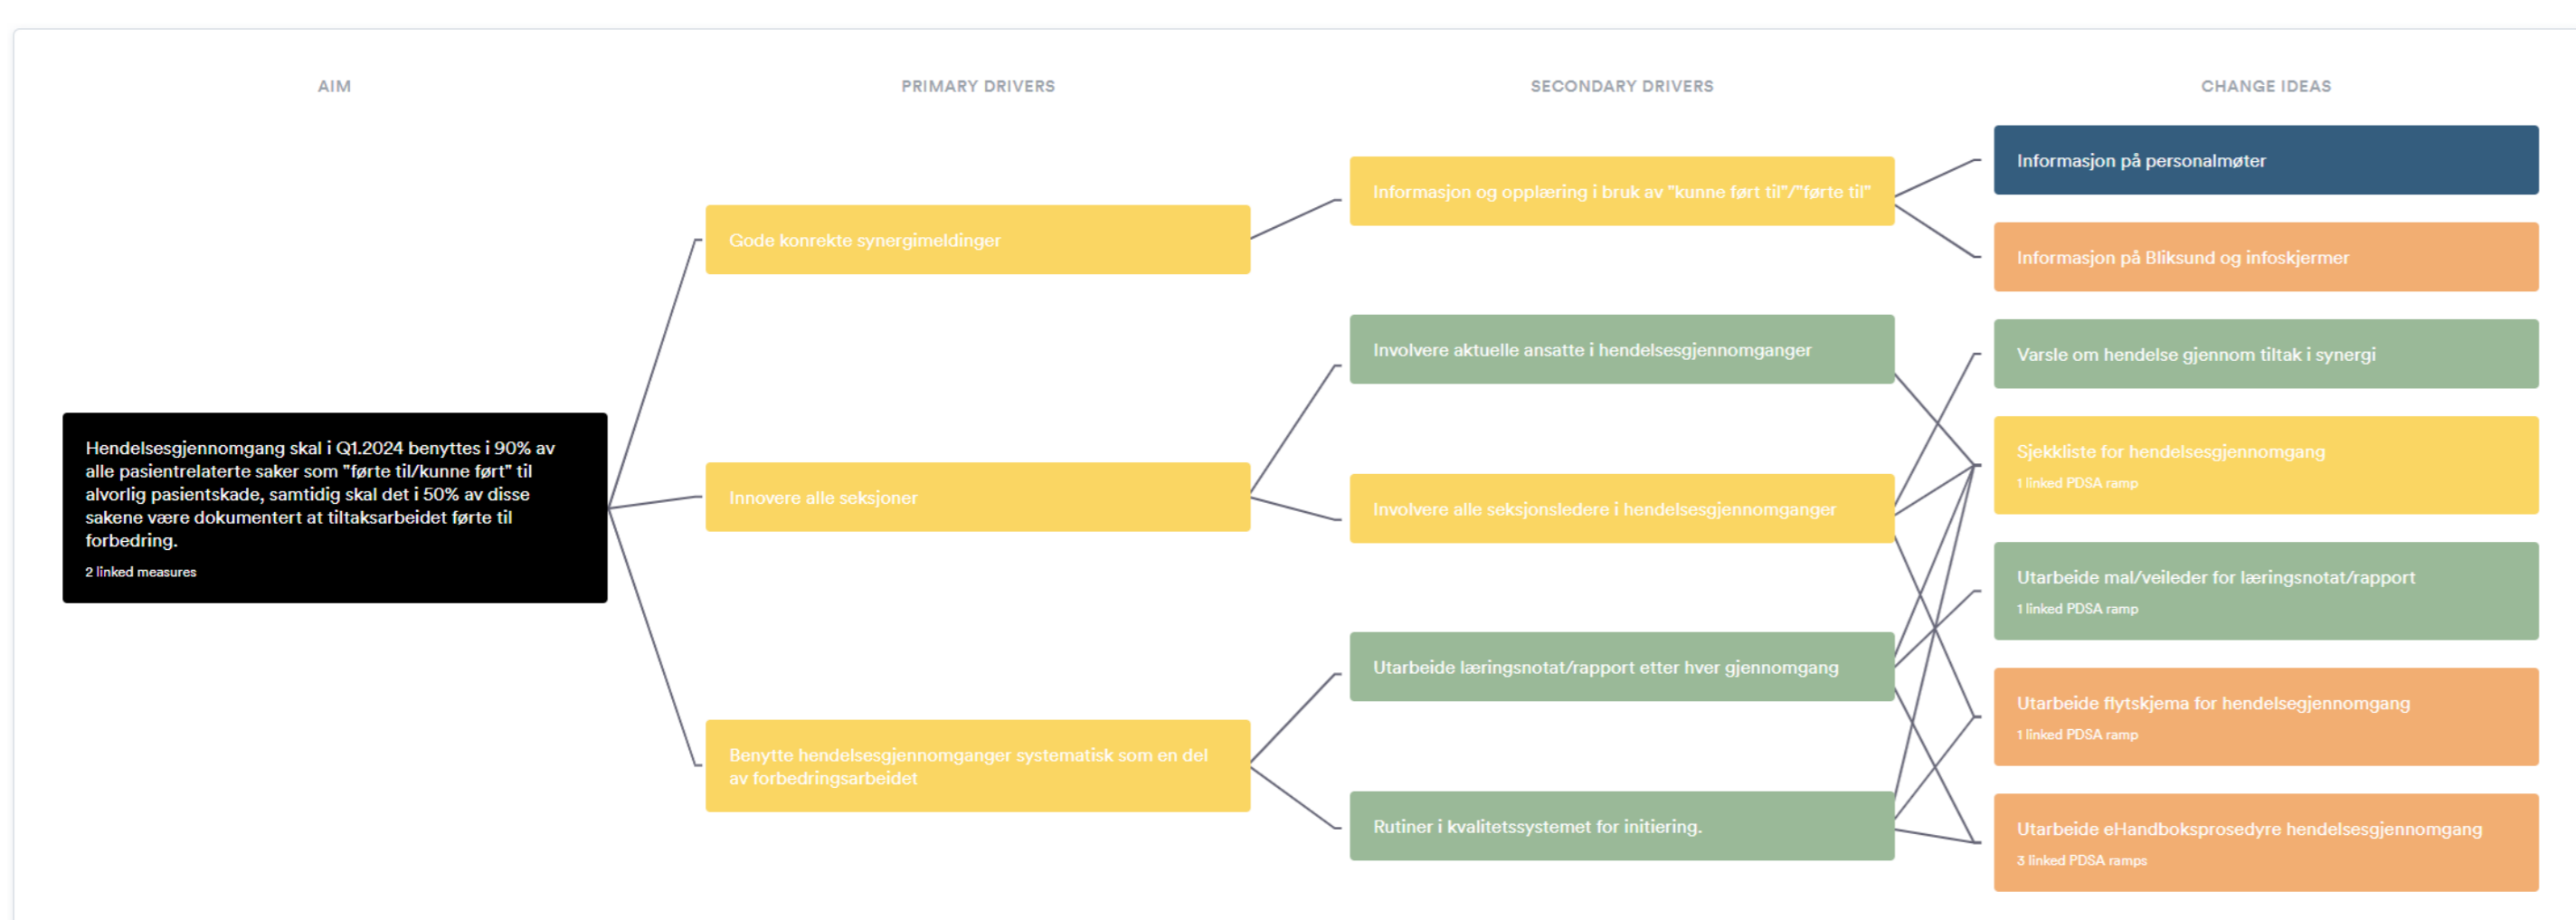 AIM
PRIMARY DRIVERS
SECONDARY DRIVERS
CHANGE IDEAS
Hendelsesgjennomgang skal i Q1.2024 benyttes i 90% av
alle pasientrelaterte saker som "førte til/kunne ført" til
alvorlig pasientskade, samtidig skal det i 50% av disse
sakene være dokumentert at tiltaksarbeidet førte til
forbedring.
2 linked measures
Gode konrekte synergimeldinger
Innovere alle seksjoner
Benytte hendelsesgjennomganger systematisk som en del
av forbedringsarbeidet
Informasjon og opplæring i bruk av "kunne ført til"/"førte til"
Involvere aktuelle ansatte i hendelsesgjennomganger
Involvere alle seksjonsledere i hendelsesgjennomganger
Utarbeide læringsnotat/rapport etter hver gjennomgang
Rutiner i kvalitetssystemet for initiering.
Informasjon på personalmøter
Informasjon på Bliksund og infoskjermer
Varsle om hendelse gjennom tiltak i synergi
Sjekkliste for hendelsesgjennomgang
1 linked PDSA ramp
Utarbeide mal/veileder for læringsnotat/rapport
1 linked PDSA ramp
Utarbeide flytskjema for hendelsegjennomgang
1 linked PDSA ramp
Utarbeide eHandboksprosedyre hendelsesgjennomgang
3 linked PDSA ramps